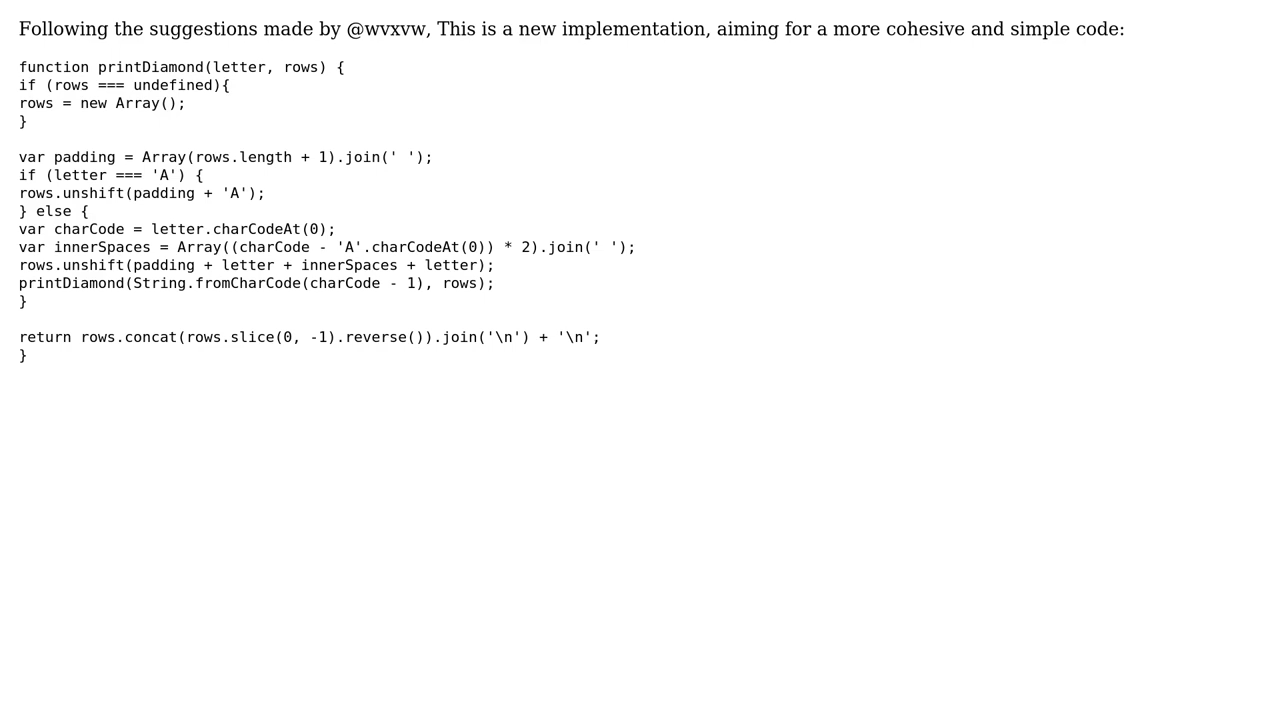 Following the suggestions made by @wvxvw, This is a new implementation, aiming for a more cohesive and simple code:
function printDiamond(letter, rows) {
if (rows === undefined){
rows = new Array();
}
var padding = Array(rows.length + 1).join(' ');
if (letter === 'A') {
rows.unshift(padding + 'A');
} else {
var charCode = letter.charCodeAt(0);
var innerSpaces = Array((charCode - 'A'.charCodeAt(0)) * 2).join(' ');
rows.unshift(padding + letter + innerSpaces + letter);
printDiamond(String.fromCharCode(charCode - 1), rows);
}
return rows.concat(rows.slice(0, -1).reverse()).join('\n') + '\n';
}